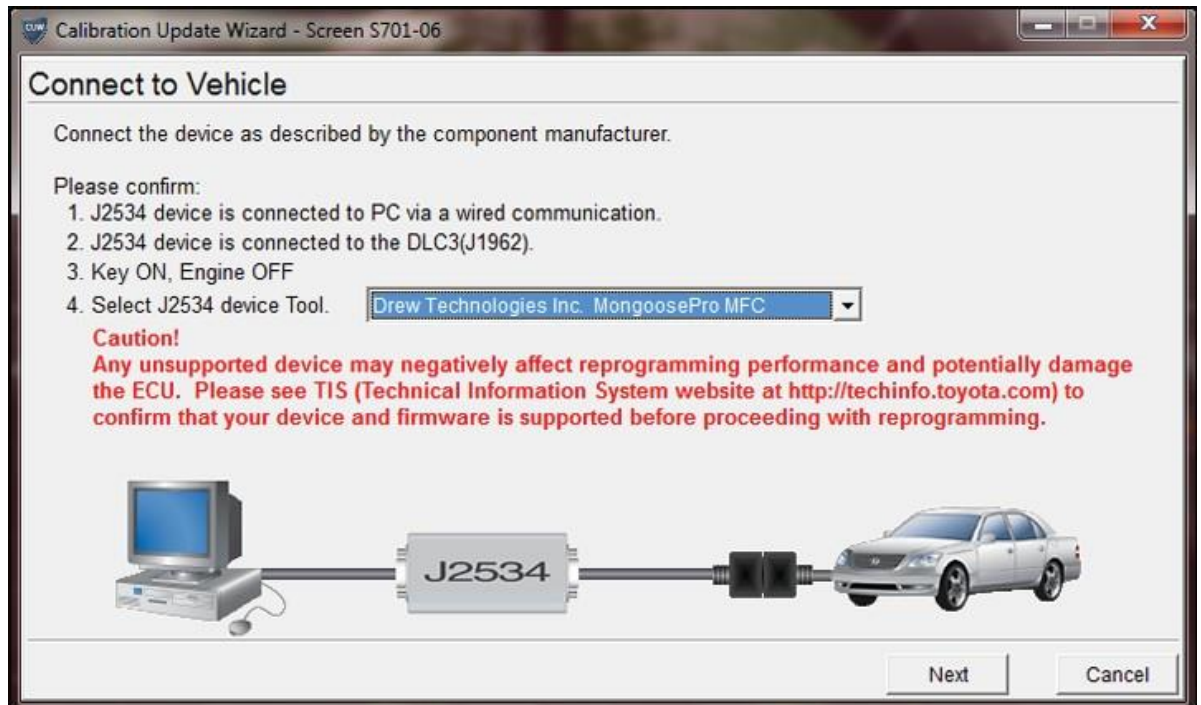 CUW
Calibration Update Wizard - Screen S701-06
Connect to Vehicle
Connect the device as described by the component manufacturer.
Please confirm:
1. J2534 device is connected to PC via a wired communication.
2. J2534 device is connected to the DLC3(J1962).
3. Key ON, Engine OFF
4. Select J2534 device Tool. Drew Technologies Inc. MongoosePro MFC
Caution!
Any unsupported device may negatively affect reprogramming performance and potentially damage
the ECU. Please see TIS (Technical Information System website at http://techinfo.toyota.com) to
confirm that your device and firmware is supported before proceeding with reprogramming.
J2534
Next Cancel